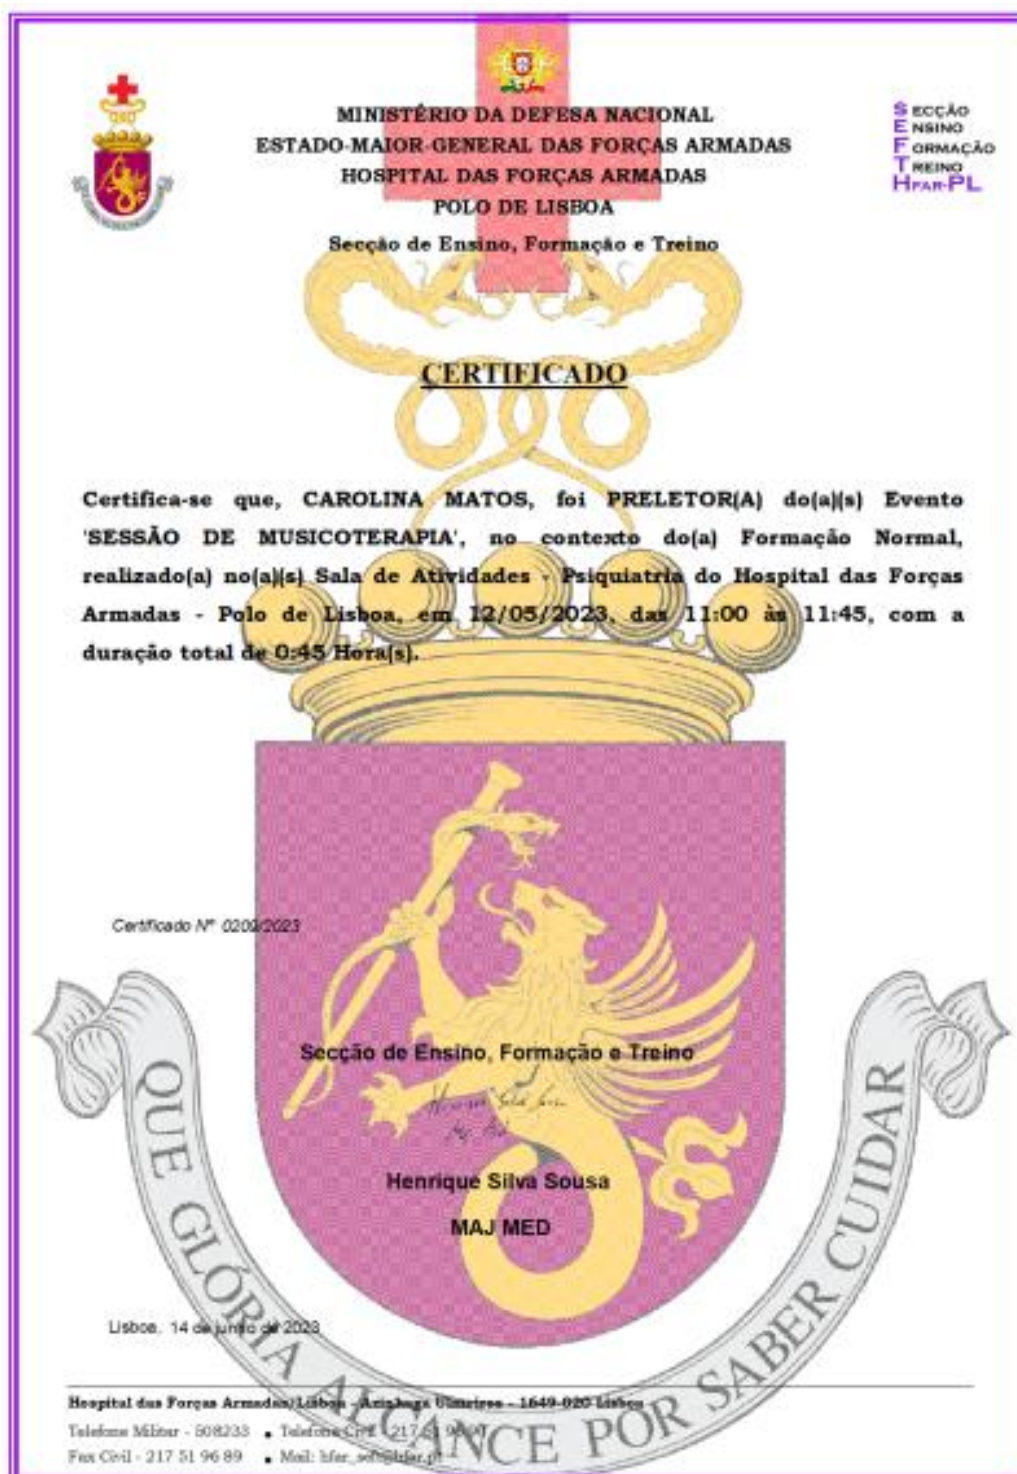 MINISTÉRIO DA DEFESA NACIONAL
ESTADO-MAIOR-GENERAL DAS FORÇAS ARMADAS
HOSPITAL DAS FORÇAS ARMADAS
POLO DE LISBOA
Secção de Ensino, Formação e Treino
SECÇÃO
ENSINO
FORMAÇÃO
TREINO
HFAR-PL
CERTIFICADO
Certifica-se que, CAROLINA MATOS, foi PRELETOR(A) do(a)(s) Evento
'SESSÃO DE MUSICOTERAPIA', no contexto do(a) Formação Normal,
realizado(a) no(a)(s) Sala de Atividades - Psiquiatria do Hospital das Forças
Armadas - Polo de Lisboa, em 12/05/2023, das 11:00 às 11:45, com a
duração total de 0:45 Hora(s).
Certificado Nº 0209/2023
Secção de Ensino, Formação e Treino
Henrique Silva Sousa
MAJ MED
Lisboa, 14 de junho de 2023
QUE GLÓRIA ALCANCE POR SABER CUIDAR
Hospital das Forças Armadas/Lisboa - Azinhaga Ulmeiros - 1649-020 Lisboa
Telefone Militar - 508233 • Telefone Civil - 217 51
Fax Civil - 217 51 96 89 • Mail: